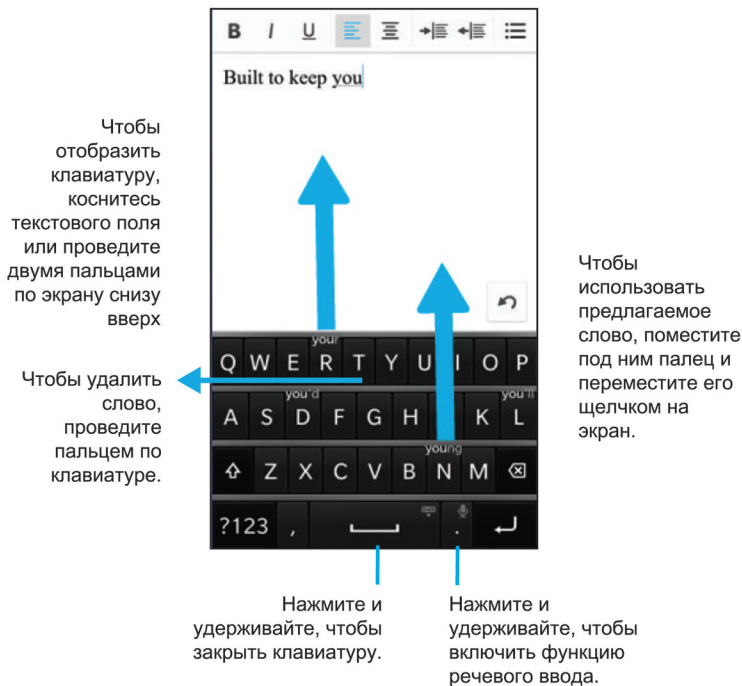 B I U
Built to keep you
Чтобы
отобразить
клавиатуру,
коснитесь
текстового поля
или проведите
двумя пальцами
по экрану снизу
вверх
Чтобы
использовать
предлагаемое
слово, поместите
под ним палец и
переместите его
щелчком на
экран.
Чтобы удалить
слово,
проведите
пальцем по
клавиатуре.
your
Q W E R T Y U I O P
you'd you'll
A S D F G H K L
young
Z X C V B N M
?123 , .
Нажмите и
удерживайте, чтобы
закрыть клавиатуру.
Нажмите и
удерживайте, чтобы
включить функцию
речевого ввода.